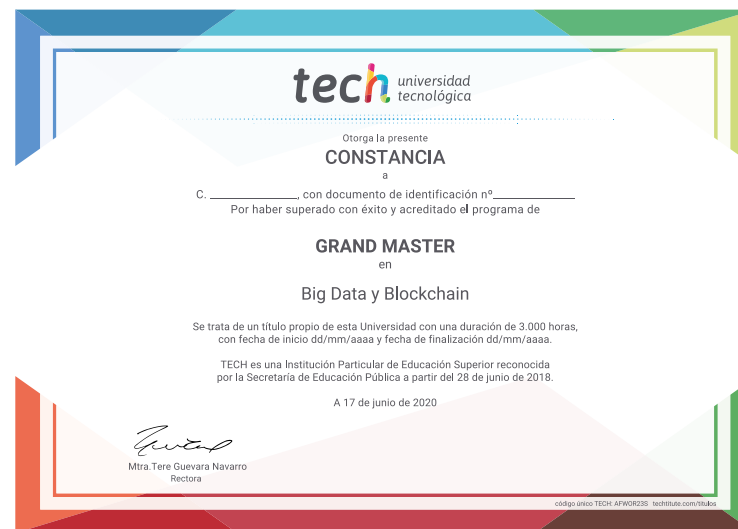 tech universidad
tecnológica
Otorga la presente
CONSTANCIA
a
C. ________________, con documento de identificación nº______________
Por haber superado con éxito y acreditado el programa de
GRAND MASTER
en
Big Data y Blockchain
Se trata de un título propio de esta Universidad con una duración de 3.000 horas,
con fecha de inicio dd/mm/aaaa y fecha de finalización dd/mm/aaaa.
TECH es una Institución Particular de Educación Superior reconocida
por la Secretaría de Educación Pública a partir del 28 de junio de 2018.
A 17 de junio de 2020
Mtra.Tere Guevara Navarro
Rectora
código único TECH: AFWOR23S techtitute.com/titulos